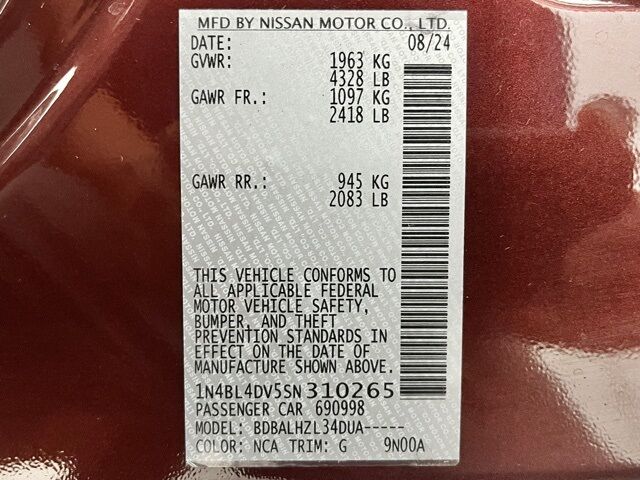 MFD BY NISSAN MOTOR CO., LTD.
DATE: 08/24
GVWR: 1963 KG
4328 LB
GAWR FR.: 1097 KG
2418 LB
GAWR RR.: 945 KG
2083 LB
THIS VEHICLE CONFORMS TO
ALL APPLICABLE FEDERAL
MOTOR VEHICLE SAFETY,
BUMPER, AND THEFT
PREVENTION STANDARDS IN
EFFECT ON THE DATE OF
MANUFACTURE SHOWN ABOVE.
1N4BL4DV5SN310265
PASSENGER CAR 690998
MODEL: BDBALHZL34DUA-----
COLOR: NCA TRIM: G 9N00A